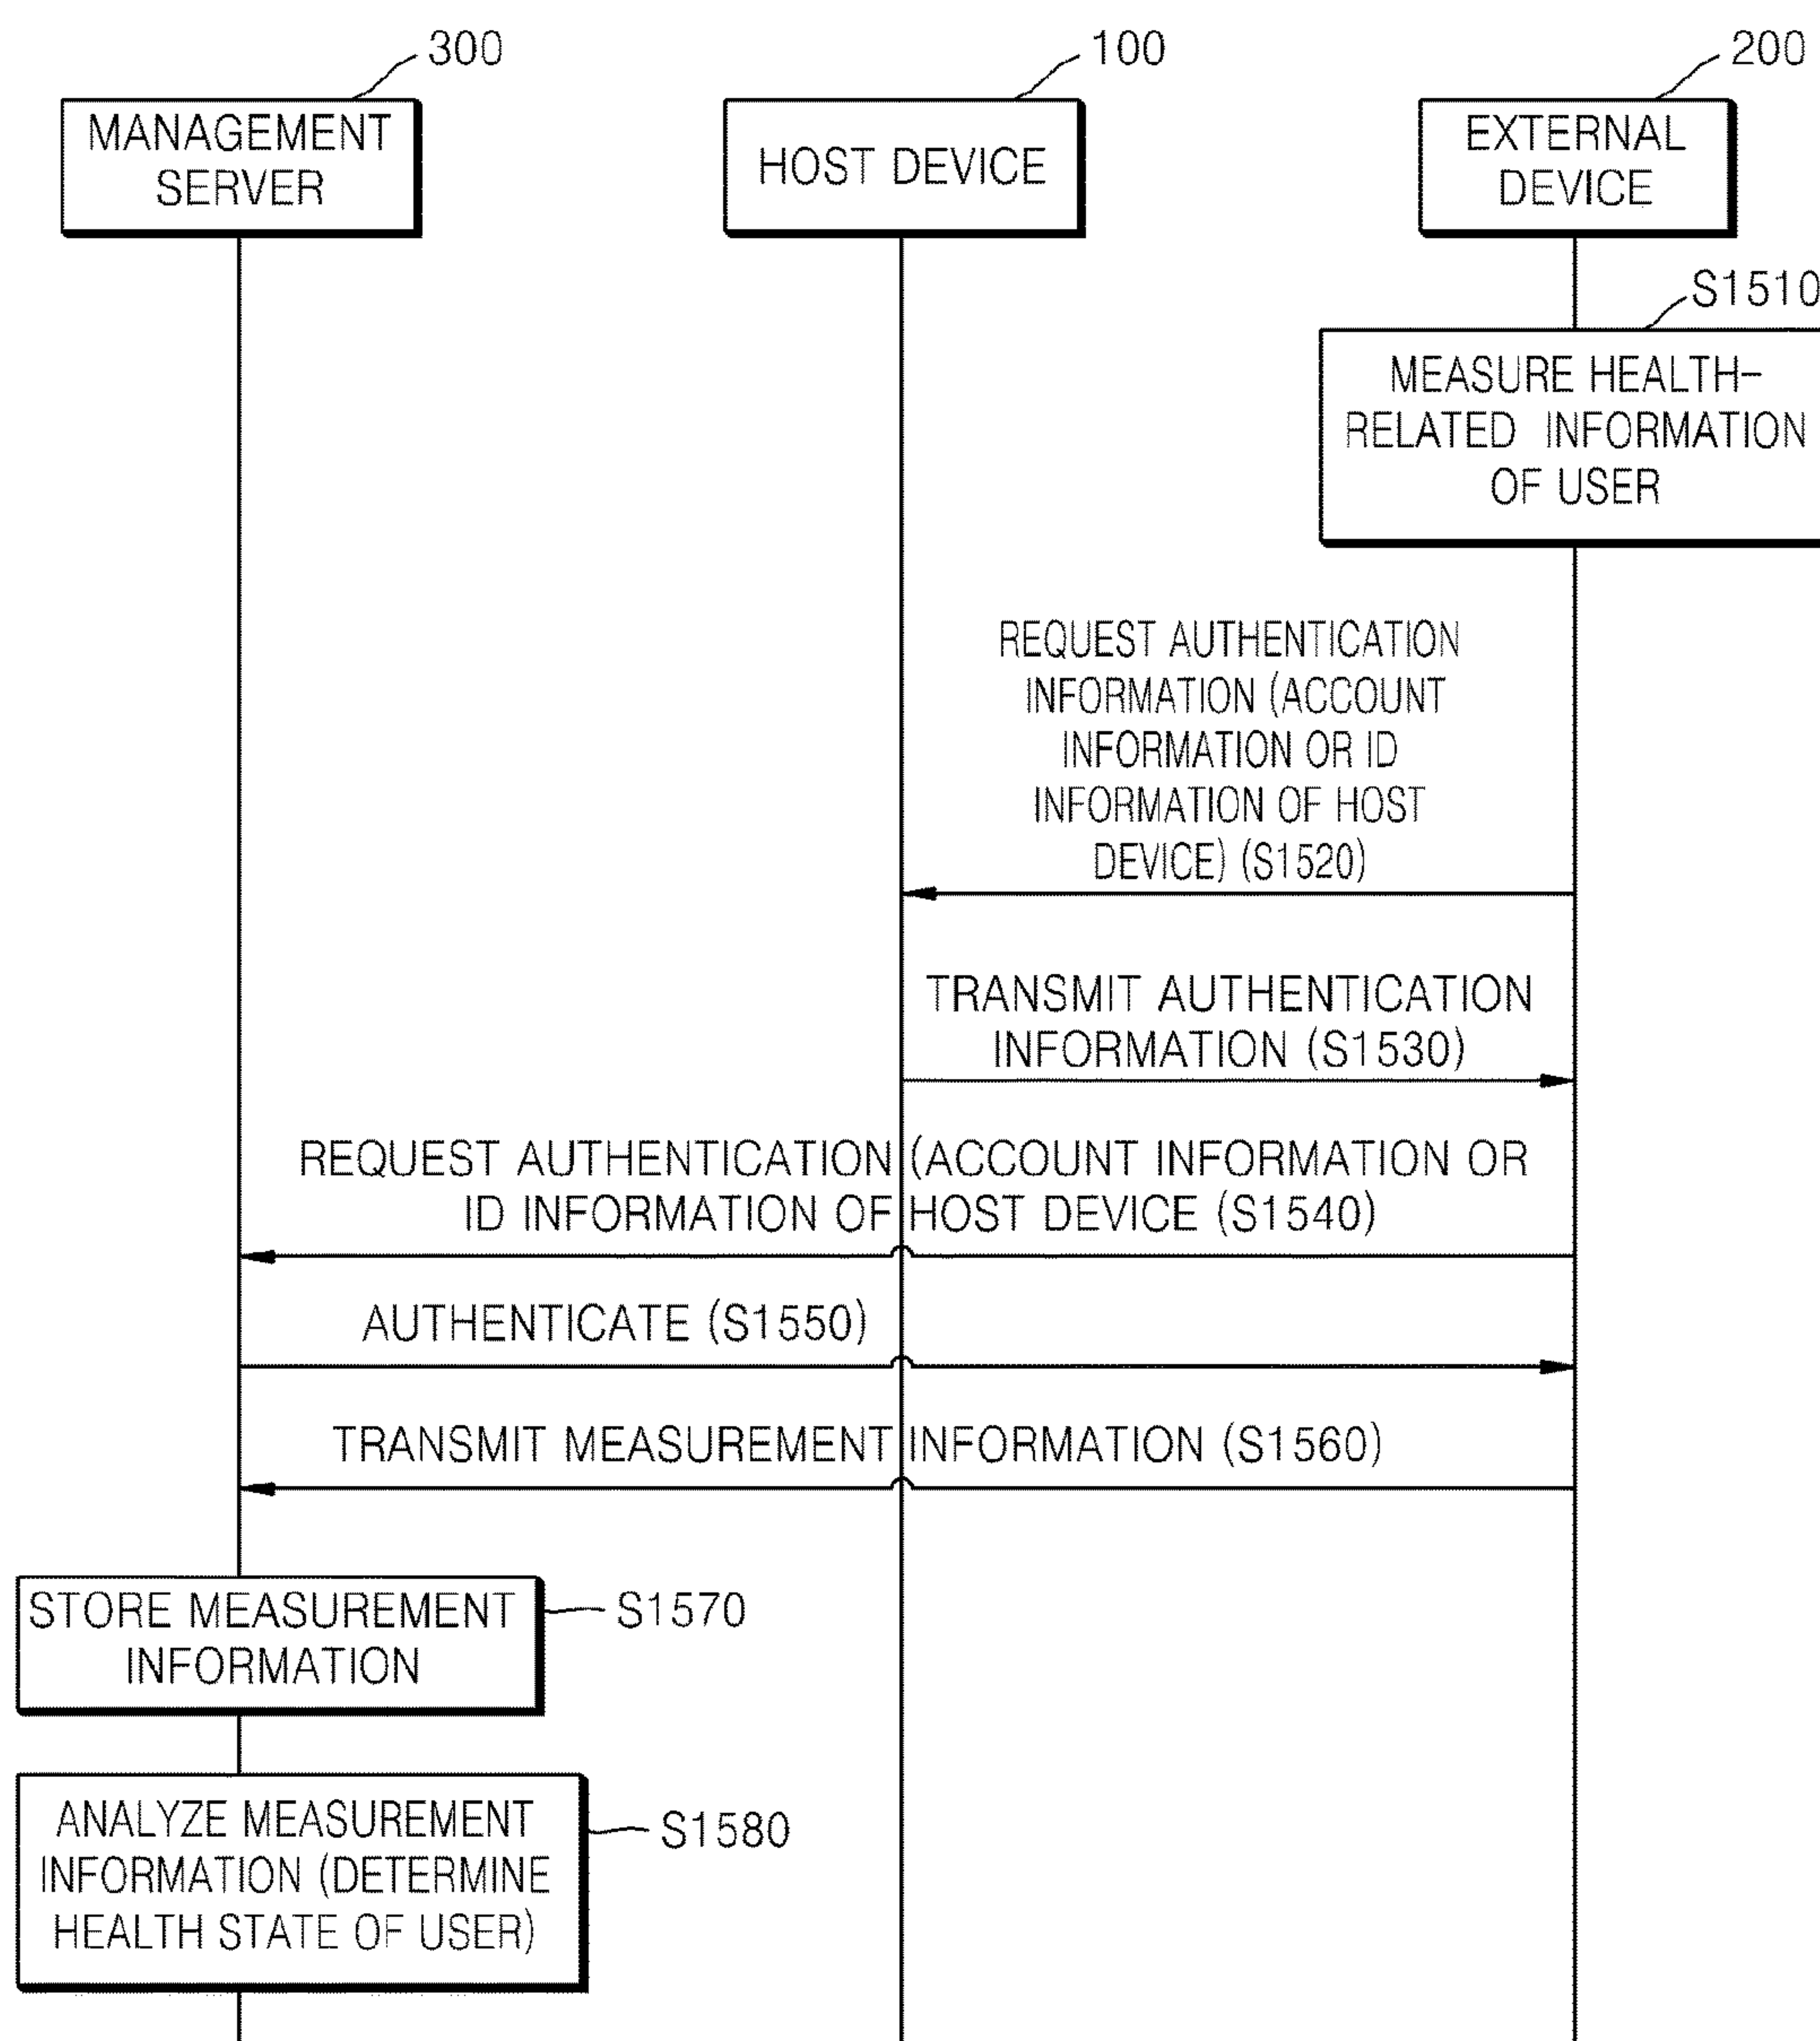 300
100
200
MANAGEMENT
SERVER
HOST DEVICE
EXTERNAL
DEVICE
S1510
MEASURE HEALTH-
RELATED INFORMATION
OF USER
REQUEST AUTHENTICATION
INFORMATION (ACCOUNT
INFORMATION OR ID
INFORMATION OF HOST
DEVICE) (S1520)
TRANSMIT AUTHENTICATION
INFORMATION (S1530)
REQUEST AUTHENTICATION (ACCOUNT INFORMATION OR
ID INFORMATION OF HOST DEVICE (S1540)
AUTHENTICATE (S1550)
TRANSMIT MEASUREMENT INFORMATION (S1560)
STORE MEASUREMENT
INFORMATION
S1570
ANALYZE MEASUREMENT
INFORMATION (DETERMINE
HEALTH STATE OF USER)
S1580